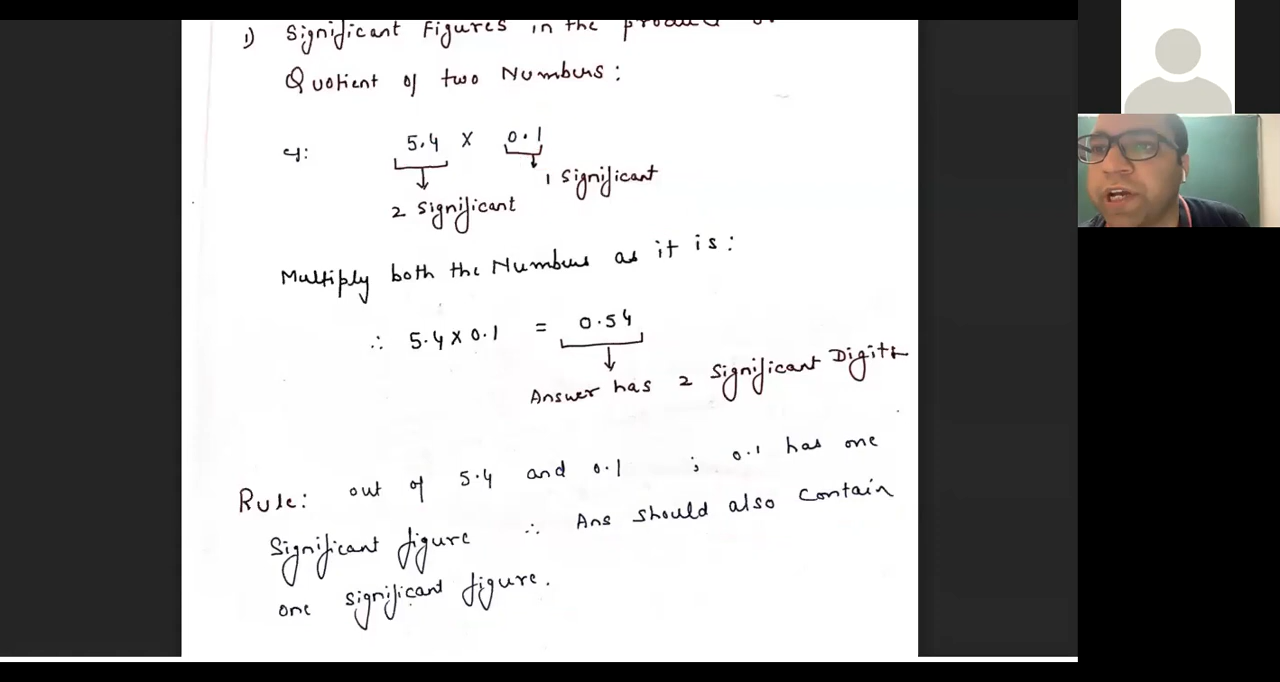 1) Significant Figures in the product
Quotient of two Numbers:
eg: 5.4 x 0.1
1 significant
2 significant
Multiply both the Numbers as it is:
∴ 5.4 x 0.1 = 0.54
Answer has 2 significant Digits
Rule: out of 5.4 and 0.1 ; 0.1 has one
significant figure ∴ Ans should also contain
one significant figure.